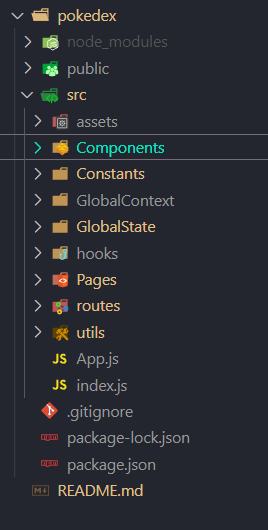 pokedex
node_modules
public
src
assets
Components
Constants
GlobalContext
GlobalState
hooks
Pages
routes
utils
JS App.js
JS index.js
.gitignore
package-lock.json
package.json
README.md